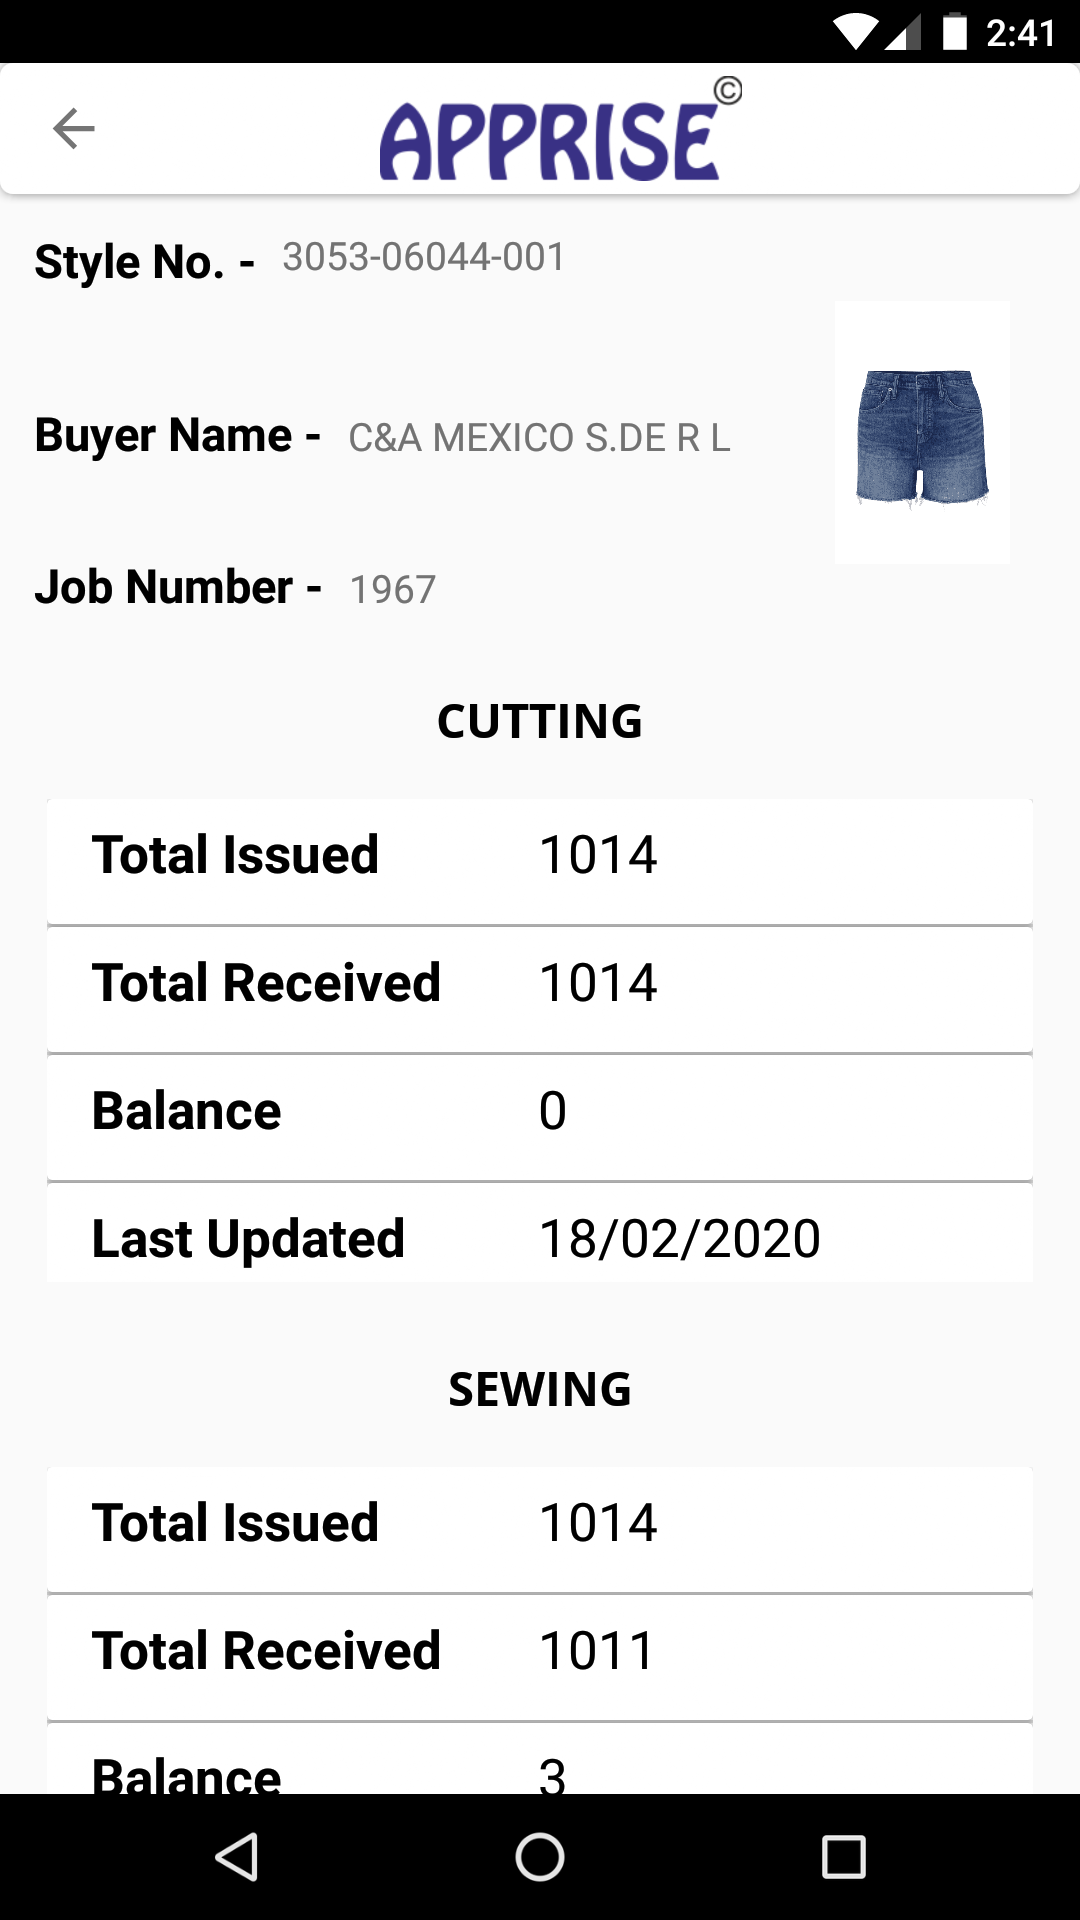 2:41
APPRISE©
Style No. - 3053-06044-001
Buyer Name - C&A MEXICO S.DE R L
Job Number - 1967
CUTTING
Total Issued 1014
Total Received 1014
Balance 0
Last Updated 18/02/2020
SEWING
Total Issued 1014
Total Received 1011
Balance 3